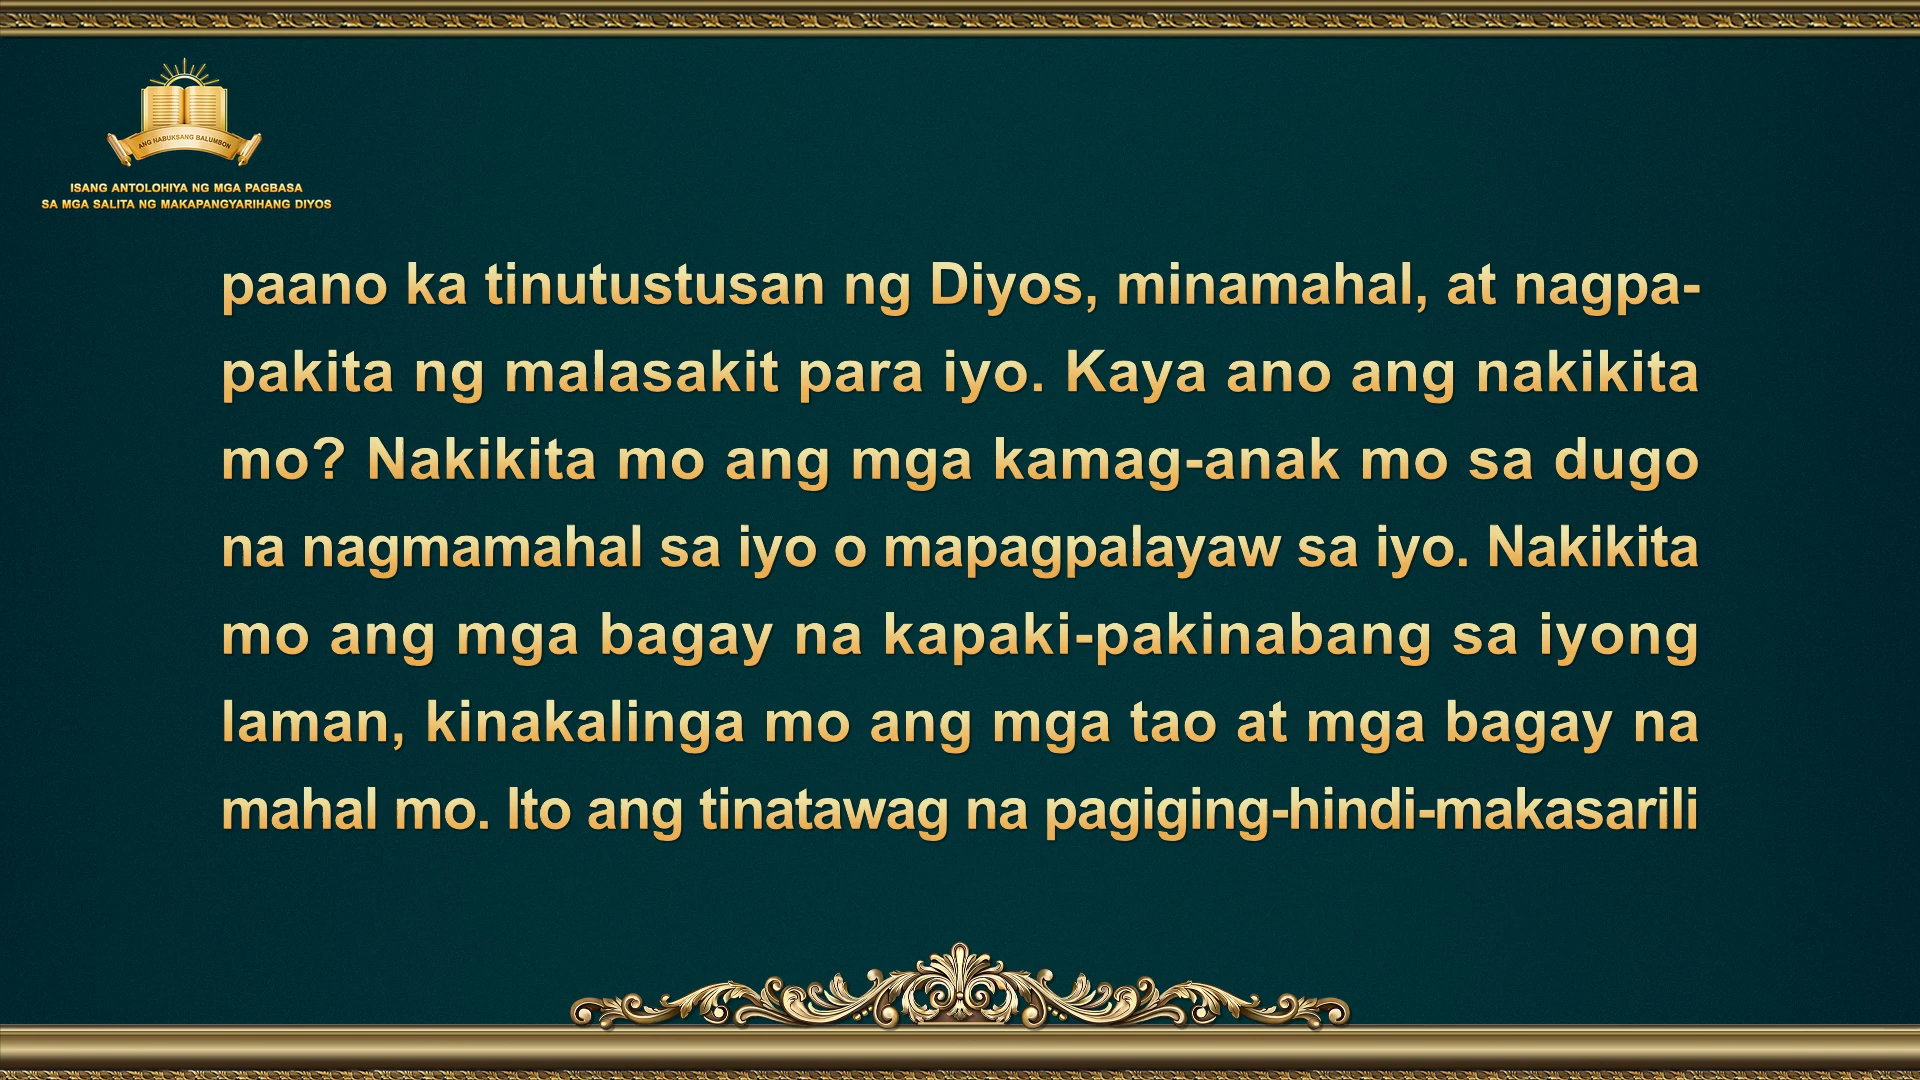 ANG NABUKSANG BALUMBON
ISANG ANTOLOHIYA NG MGA PAGBASA
SA MGA SALITA NG MAKAPANGYARIHANG DIYOS
paano ka tinutustusan ng Diyos, minamahal, at nagpa-
pakita ng malasakit para iyo. Kaya ano ang nakikita
mo? Nakikita mo ang mga kamag-anak mo sa dugo
na nagmamahal sa iyo o mapagpalayaw sa iyo. Nakikita
mo ang mga bagay na kapaki-pakinabang sa iyong
laman, kinakalinga mo ang mga tao at mga bagay na
mahal mo. Ito ang tinatawag na pagiging-hindi-makasarili